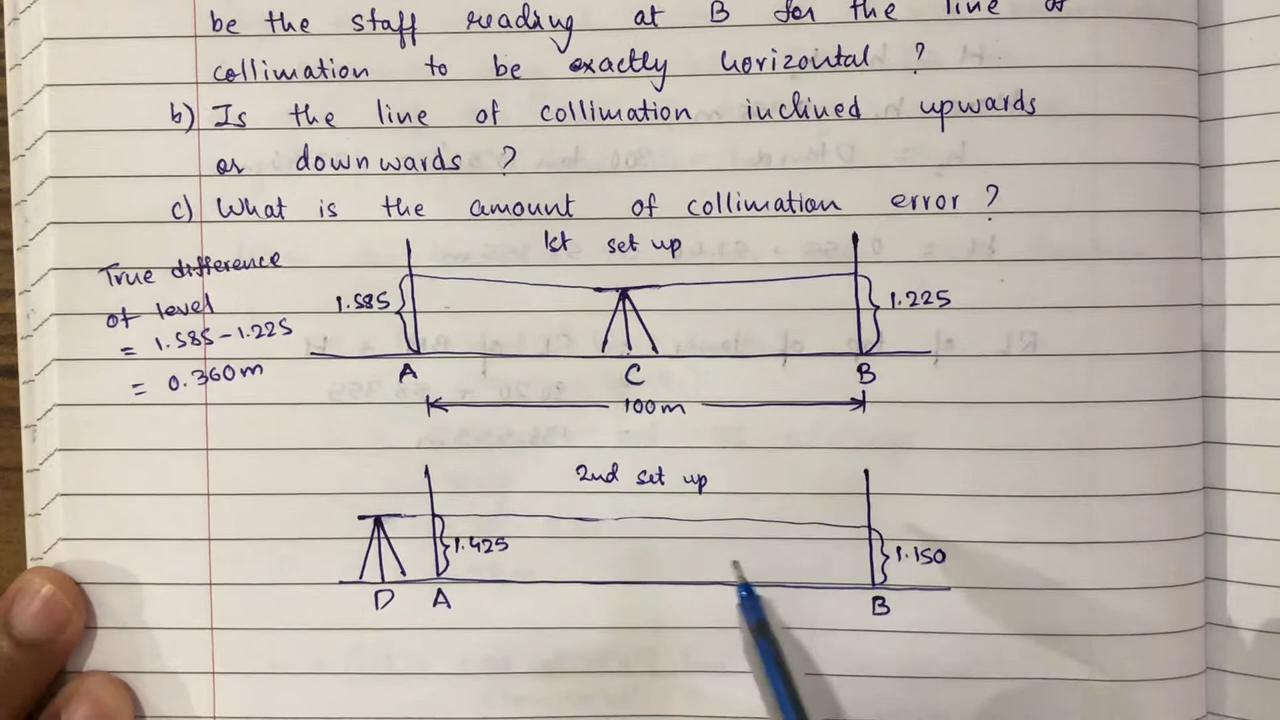 be the staff reading at B for the line of
collimation to be exactly horizontal ?
b) Is the line of collimation inclined upwards
or downwards ?
c) What is the amount of collimation error ?
1st set up
True difference
of level
= 1.585-1.225
= 0.360m
1.585
1.225
A C B
100m
2nd set up
1.425
1.150
D A B